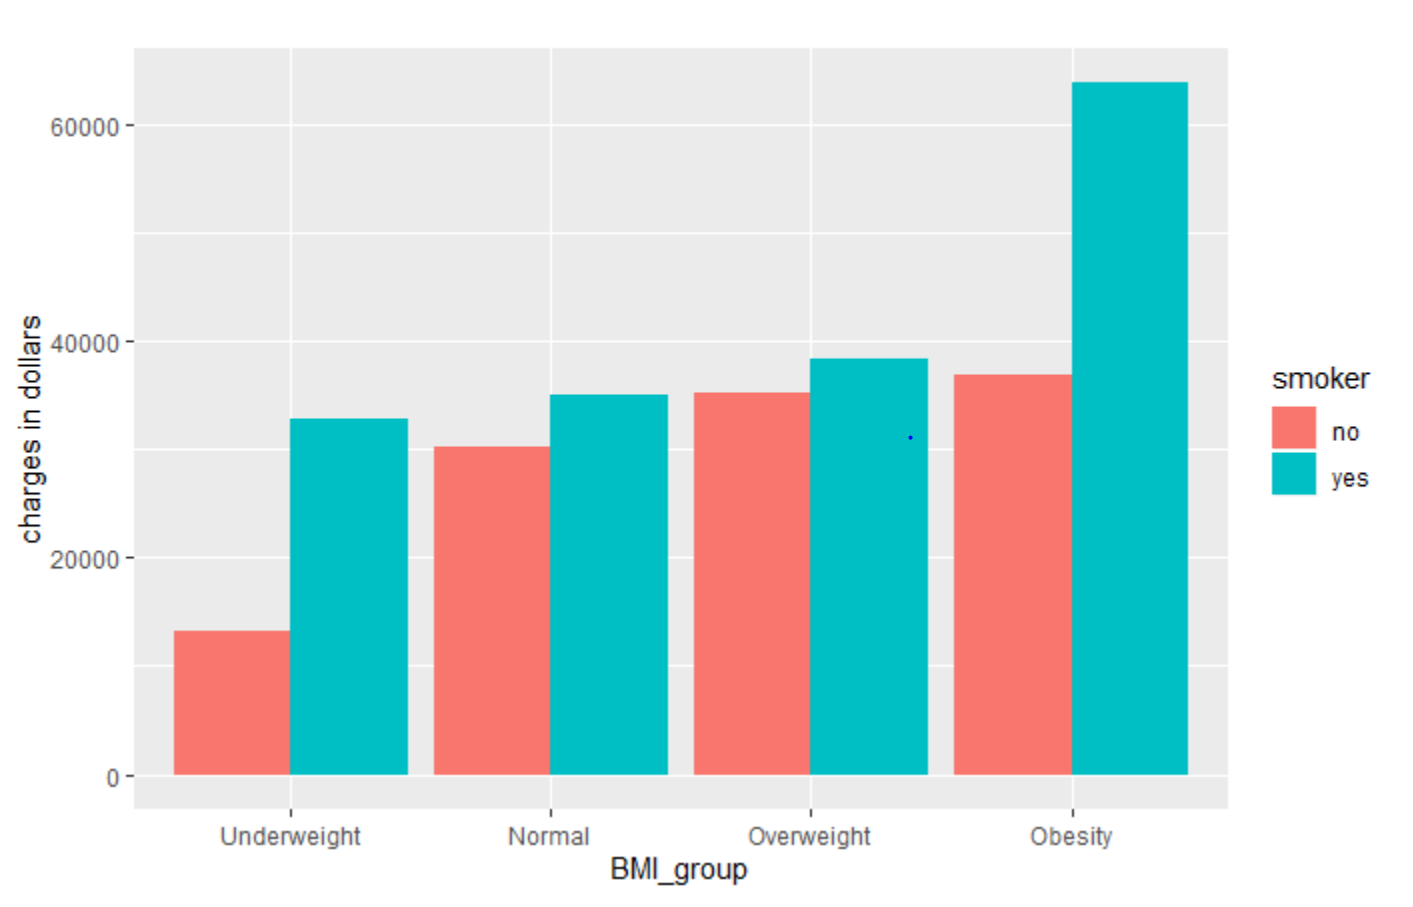 60000
40000
20000
0
charges in dollars
Underweight Normal Overweight Obesity
BMI_group
smoker
no
yes